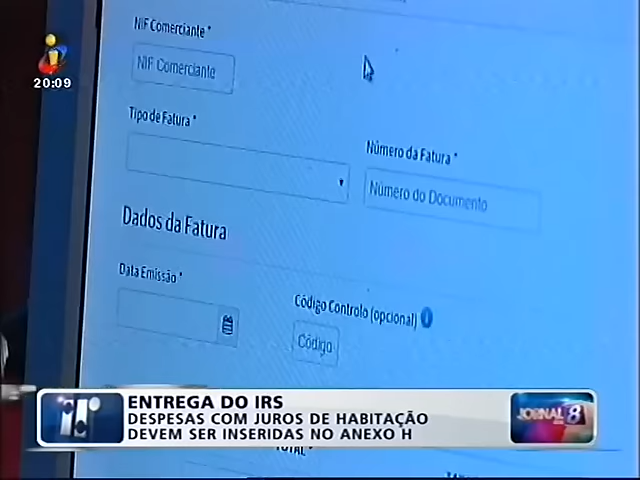 NIF Comerciante *
NIF Comerciante
20:09
Tipo de Fatura *
Número da Fatura *
Número do Documento
Dados da Fatura
Data Emissão *
Código Controlo (opcional)
Código
ENTREGA DO IRS
DESPESAS COM JUROS DE HABITAÇÃO
DEVEM SER INSERIDAS NO ANEXO H
JORNAL 8
TOTAL *